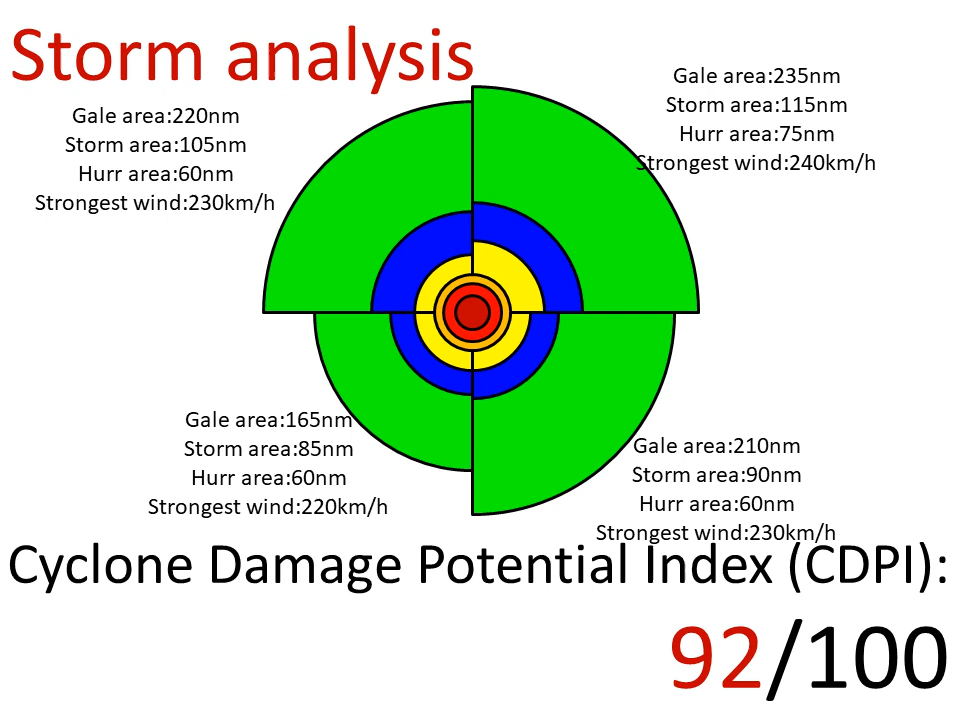 Storm analysis
Gale area:220nm
Storm area:105nm
Hurr area:60nm
Strongest wind:230km/h
Gale area:235nm
Storm area:115nm
Hurr area:75nm
Strongest wind:240km/h
Gale area:165nm
Storm area:85nm
Hurr area:60nm
Strongest wind:220km/h
Gale area:210nm
Storm area:90nm
Hurr area:60nm
Strongest wind:230km/h
Cyclone Damage Potential Index (CDPI):
92/100